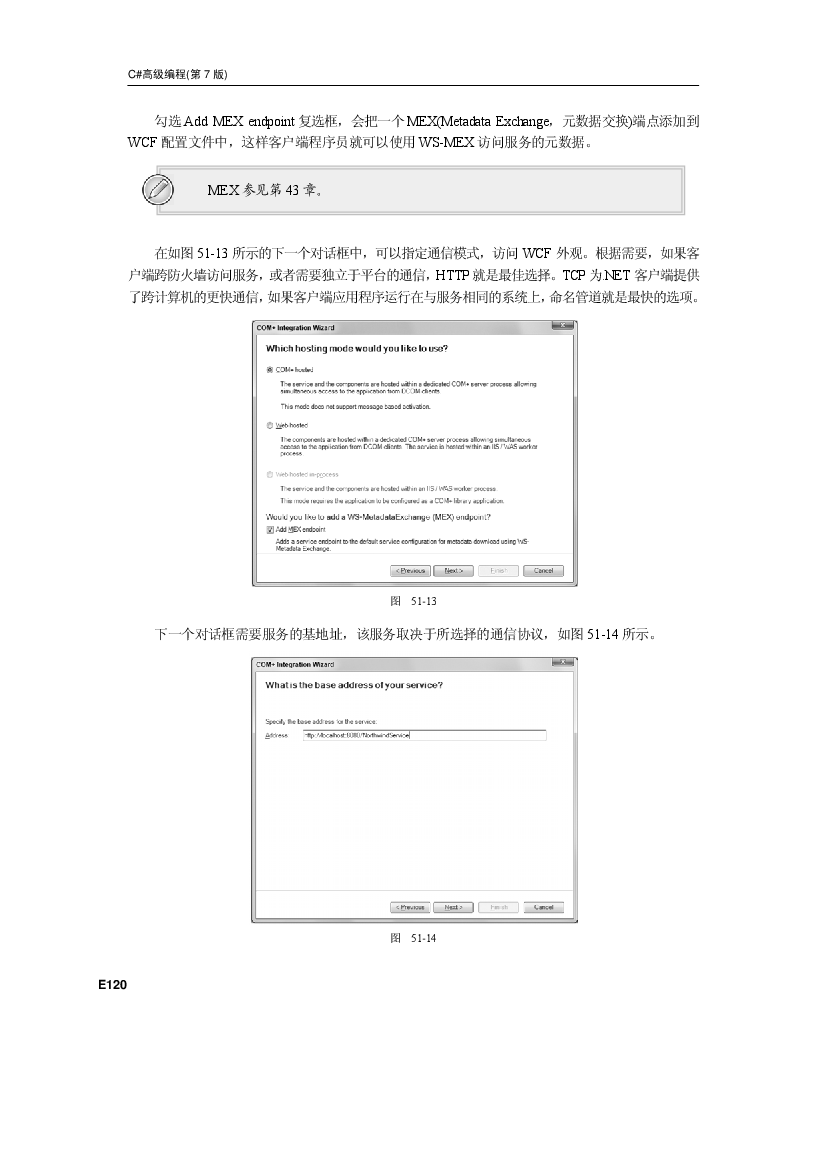 C#高级编程(第 7 版)
勾选 Add MEX endpoint 复选框，会把一个 MEX(Metadata Exchange，元数据交换)端点添加到
WCF 配置文件中，这样客户端程序员就可以使用 WS-MEX 访问服务的元数据。
MEX 参见第 43 章。
在如图 51-13 所示的下一个对话框中，可以指定通信模式，访问 WCF 外观。根据需要，如果客
户端跨防火墙访问服务，或者需要独立于平台的通信，HTTP 就是最佳选择。TCP 为.NET 客户端提供
了跨计算机的更快通信，如果客户端应用程序运行在与服务相同的系统上，命名管道就是最快的选项。
COM+ Integration Wizard
Which hosting mode would you like to use?
COM+ hosted
The service and the components are hosted within a dedicated COM+ server process allowing
simultaneous access to the application from DCOM clients.
This mode does not support message based activation.
Web hosted
The components are hosted within a dedicated COM+ server process allowing simultaneous
access to the application from DCOM clients. The service is hosted within an IIS / WAS worker
process.
Web hosted in-process
The service and the components are hosted within an IIS / WAS worker process.
This mode requires the application to be configured as a COM+ library application.
Would you like to add a WS-MetadataExchange (MEX) endpoint?
Add MEX endpoint
Adds a service endpoint to the default service configuration for metadata download using WS-
Metadata Exchange.
< Previous Next > Finish Cancel
图 51-13
下一个对话框需要服务的基地址，该服务取决于所选择的通信协议，如图 51-14 所示。
COM+ Integration Wizard
What is the base address of your service?
Specify the base address for the service:
Address: http://localhost:8080/NorthwindService
< Previous Next > Finish Cancel
图 51-14
E120